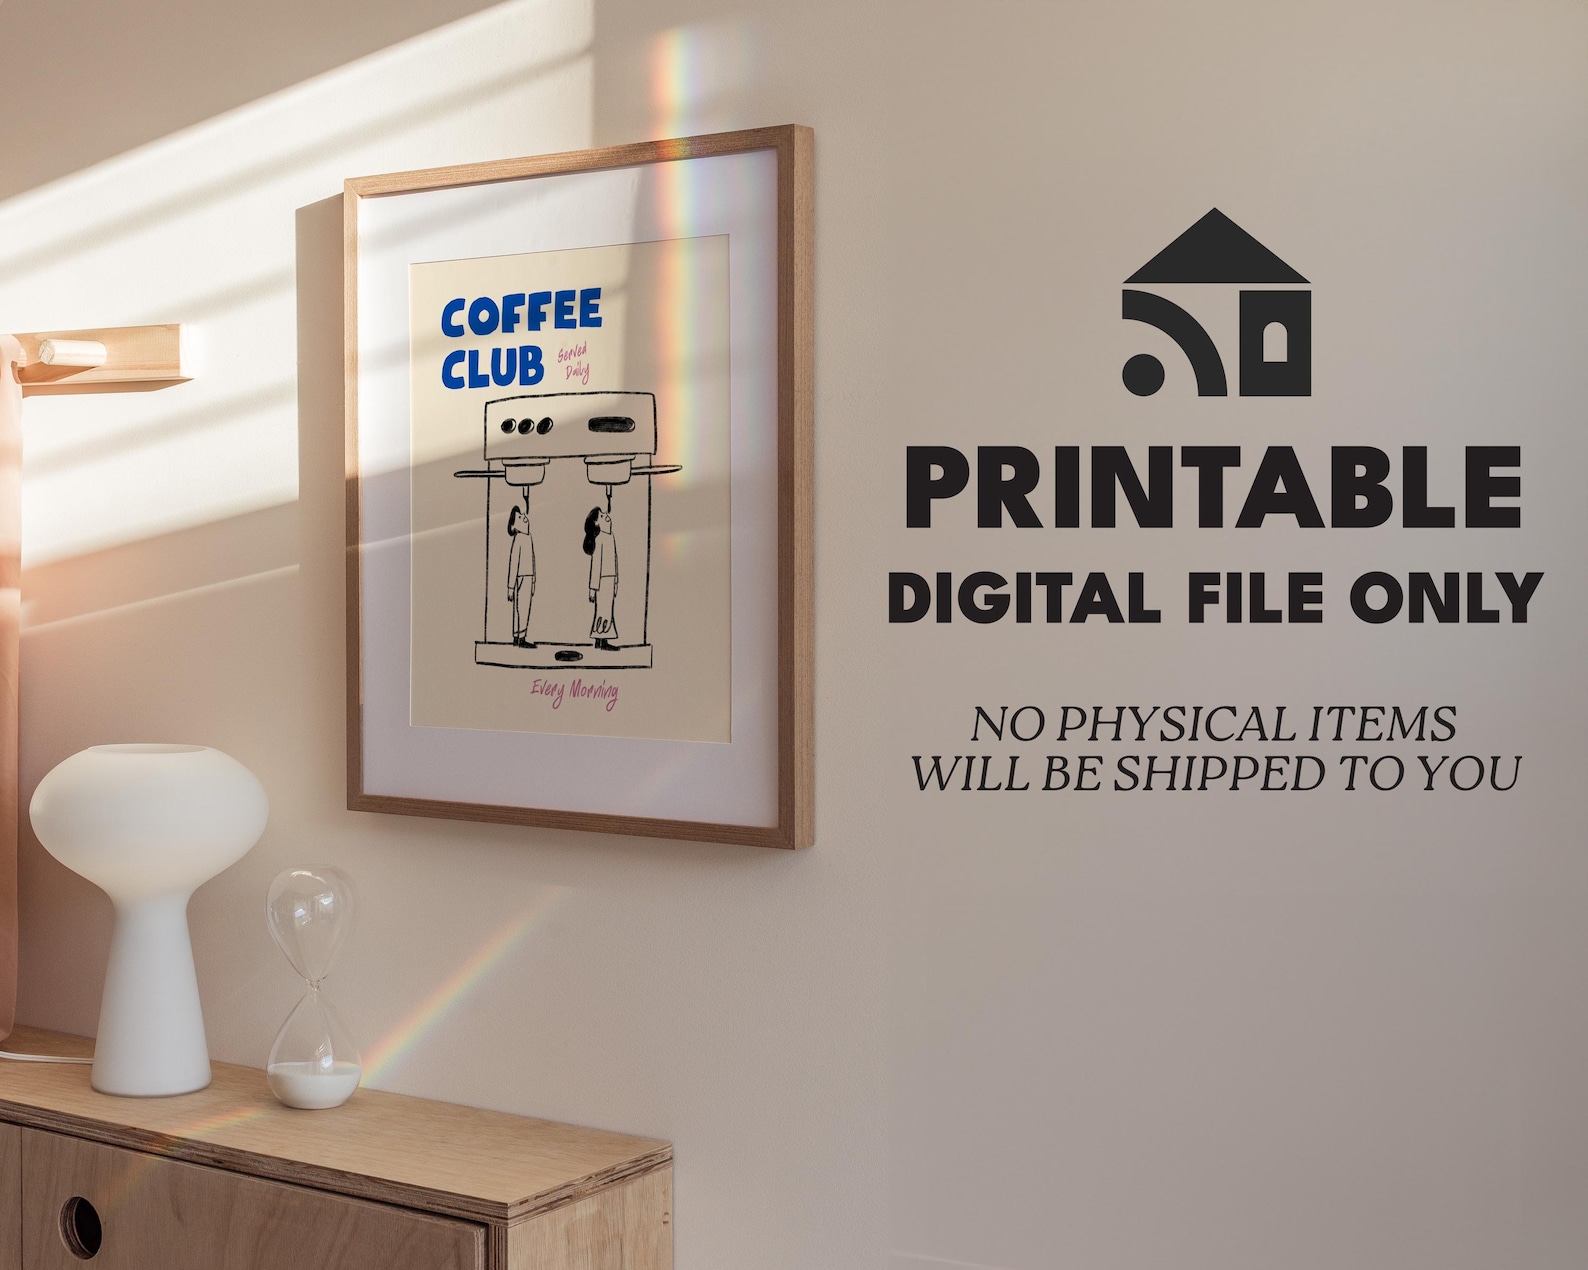 COFFEE
CLUB
Served
Daily
Every Morning
PRINTABLE
DIGITAL FILE ONLY
NO PHYSICAL ITEMS
WILL BE SHIPPED TO YOU